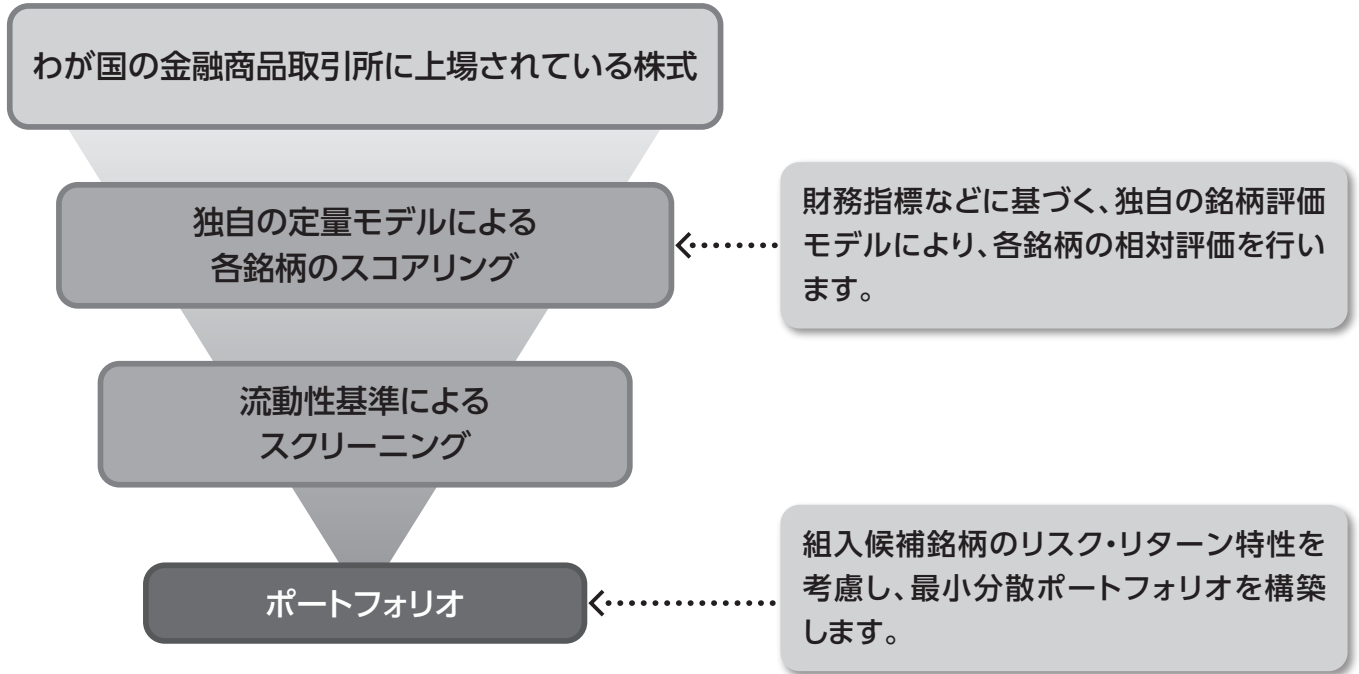 わが国の金融商品取引所に上場されている株式
独自の定量モデルによる
各銘柄のスコアリング
財務指標などに基づく、独自の銘柄評価
モデルにより、各銘柄の相対評価を行い
ます。
流動性基準による
スクリーニング
ポートフォリオ
組入候補銘柄のリスク・リターン特性を
考慮し、最小分散ポートフォリオを構築
します。